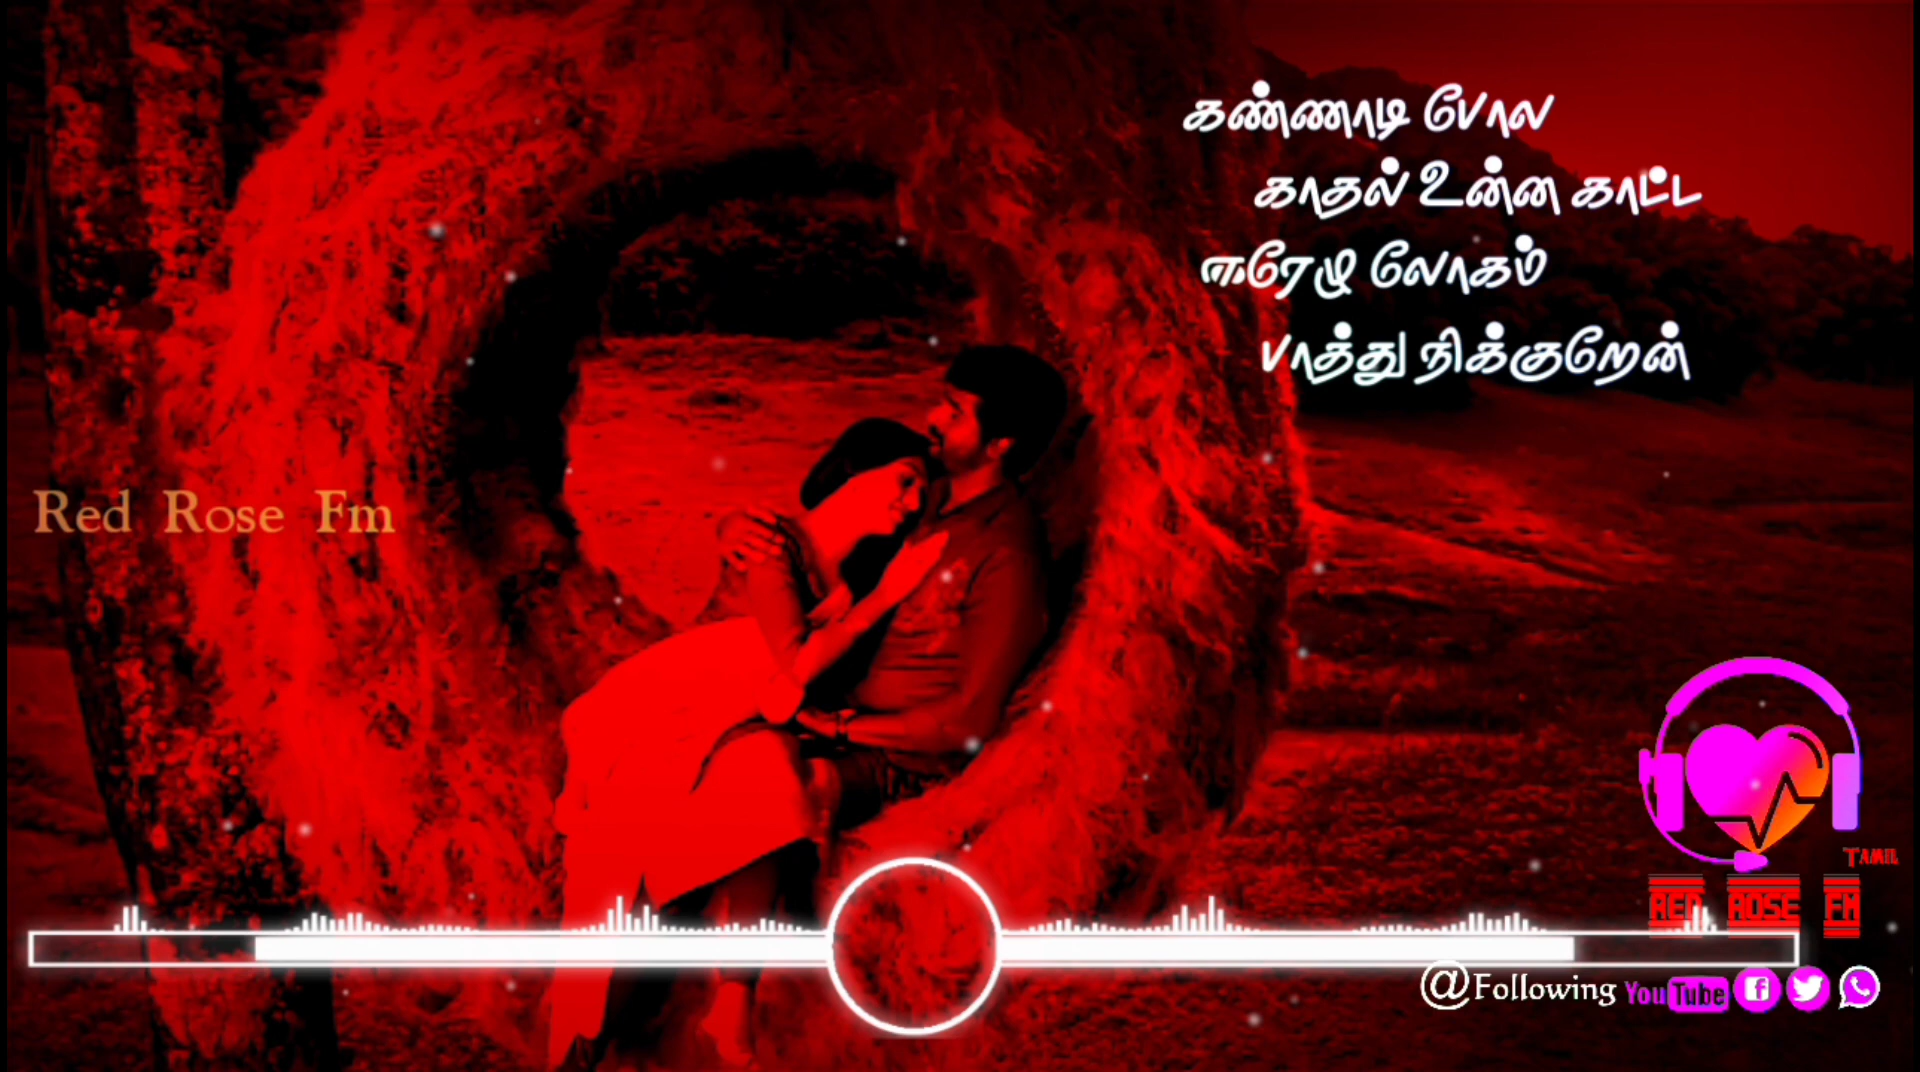 கண்ணாடி போல
காதல் உன்ன காட்ட
ஈரேழு லோகம்
பாத்து நிக்குறேன்
Red Rose Fm
TAMIL
RED ROSE FM
@Following YouTube